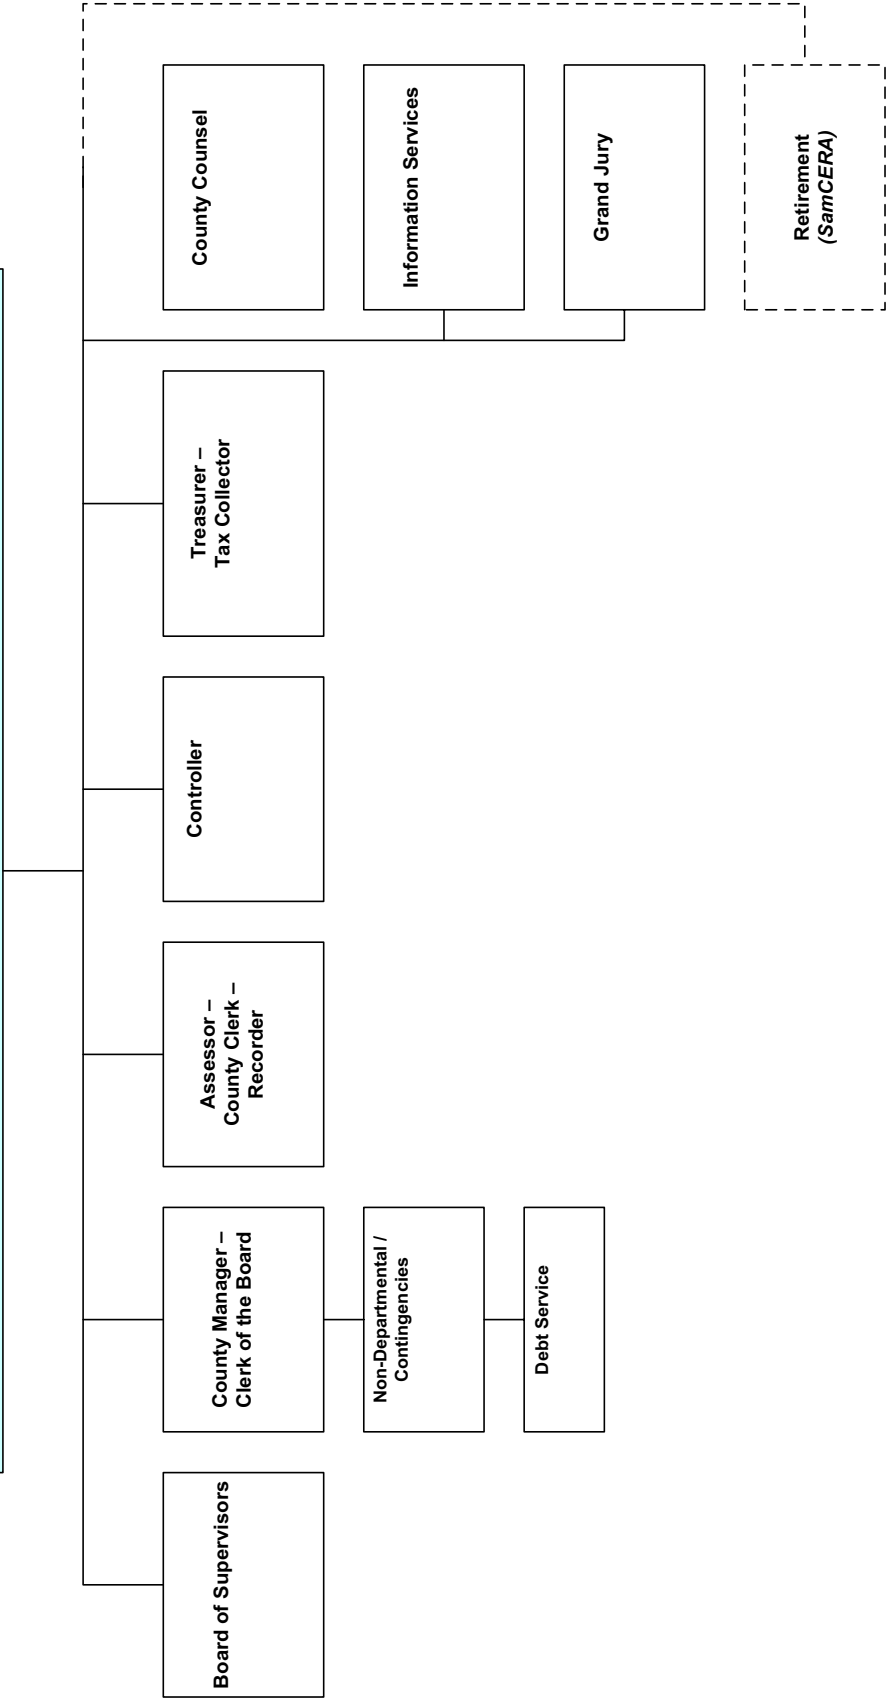 Board of Supervisors
County Manager –
Clerk of the Board
Non-Departmental /
Contingencies
Debt Service
Assessor –
County Clerk –
Recorder
Controller
Treasurer –
Tax Collector
County Counsel
Information Services
Grand Jury
Retirement
(SamCERA)